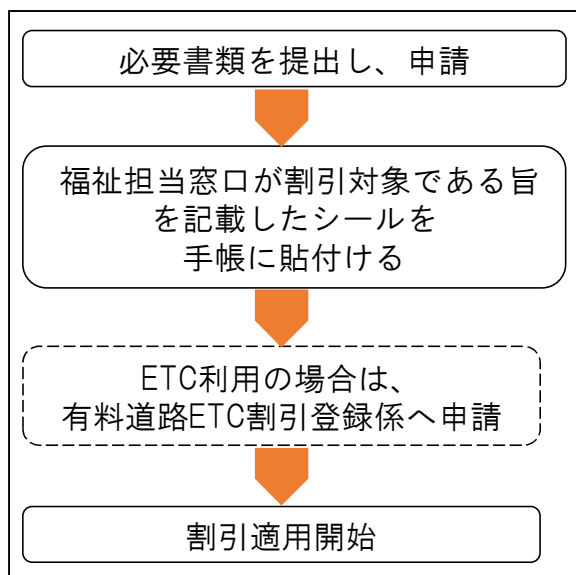 必要書類を提出し、申請
福祉担当窓口が割引対象である旨
を記載したシールを
手帳に貼付ける
ETC利用の場合は、
有料道路ETC割引登録係へ申請
割引適用開始